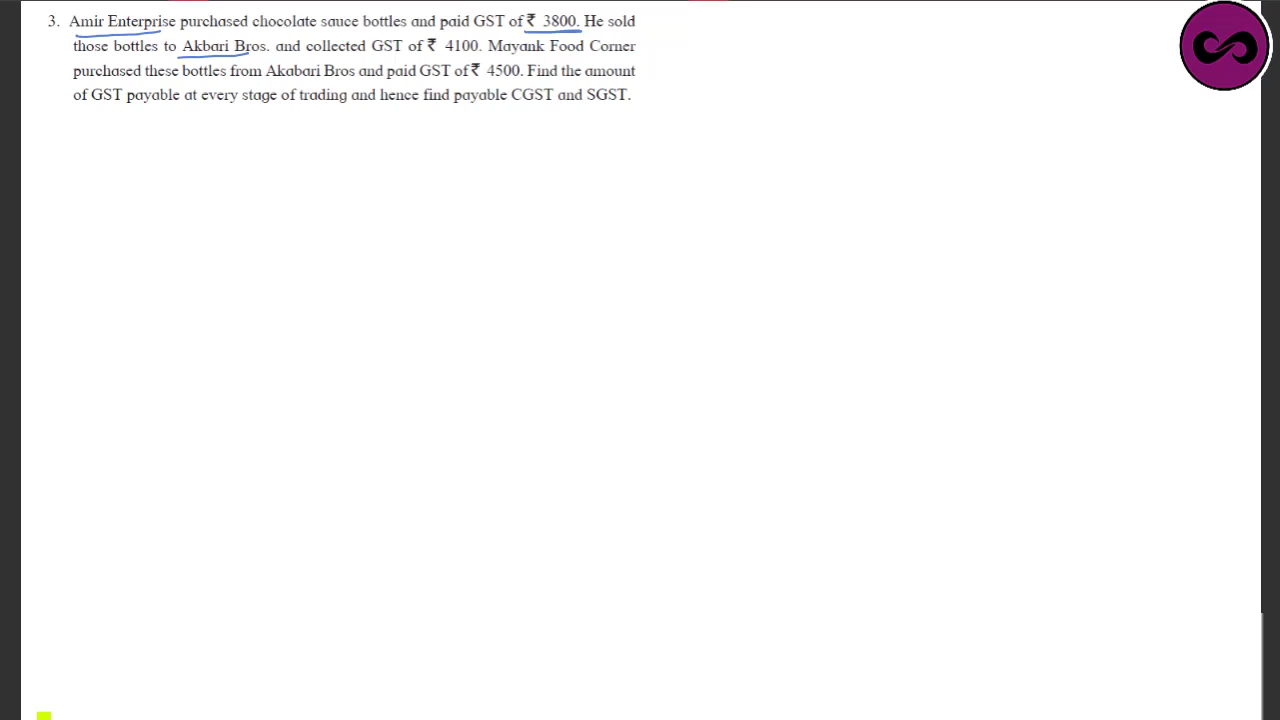 3. Amir Enterprise purchased chocolate sauce bottles and paid GST of ₹ 3800. He sold
those bottles to Akbari Bros. and collected GST of ₹ 4100. Mayank Food Corner
purchased these bottles from Akabari Bros and paid GST of ₹ 4500. Find the amount
of GST payable at every stage of trading and hence find payable CGST and SGST.